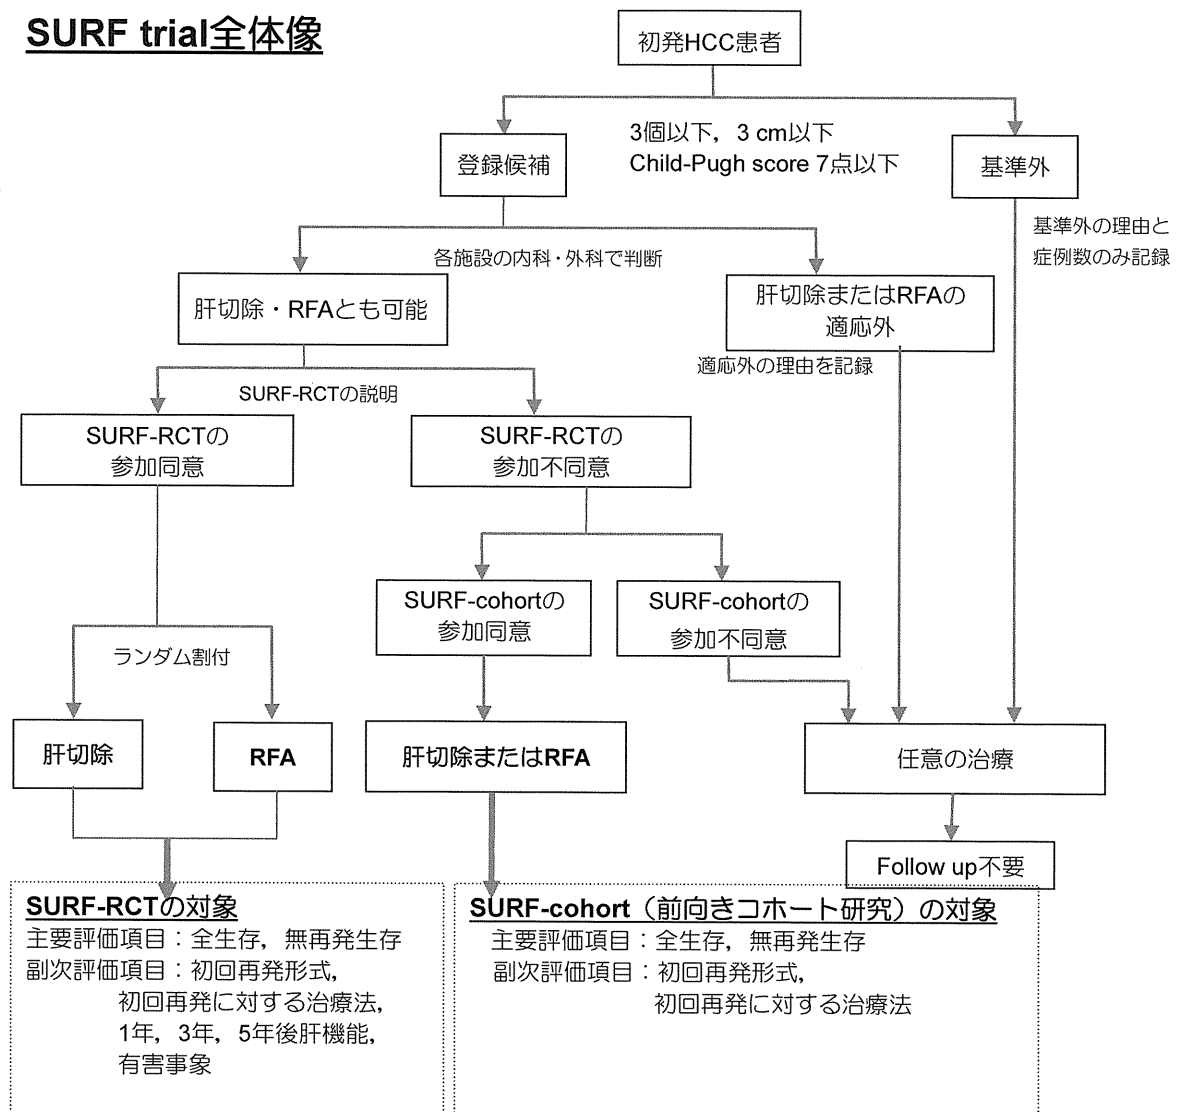 SURF trial全体像
初発HCC患者
3個以下，3 cm以下
Child-Pugh score 7点以下
登録候補
基準外
基準外の理由と
症例数のみ記録
各施設の内科・外科で判断
肝切除・RFAとも可能
肝切除またはRFAの
適応外
適応外の理由を記録
SURF-RCTの説明
SURF-RCTの
参加同意
SURF-RCTの
参加不同意
SURF-cohortの
参加同意
SURF-cohortの
参加不同意
ランダム割付
肝切除
RFA
肝切除またはRFA
任意の治療
Follow up不要
SURF-RCTの対象
主要評価項目：全生存，無再発生存
副次評価項目：初回再発形式，
初回再発に対する治療法，
1年，3年，5年後肝機能，
有害事象
SURF-cohort（前向きコホート研究）の対象
主要評価項目：全生存，無再発生存
副次評価項目：初回再発形式，
初回再発に対する治療法